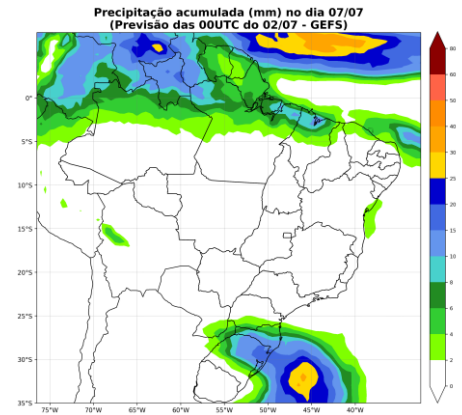 Precipitação acumulada (mm) no dia 07/07
(Previsão das 00UTC do 02/07 - GEFS)
0°
5°S
10°S
15°S
20°S
25°S
30°S
35°S
75°W
70°W
65°W
60°W
55°W
50°W
45°W
40°W
80
60
50
40
30
25
20
15
10
8
6
4
2
0